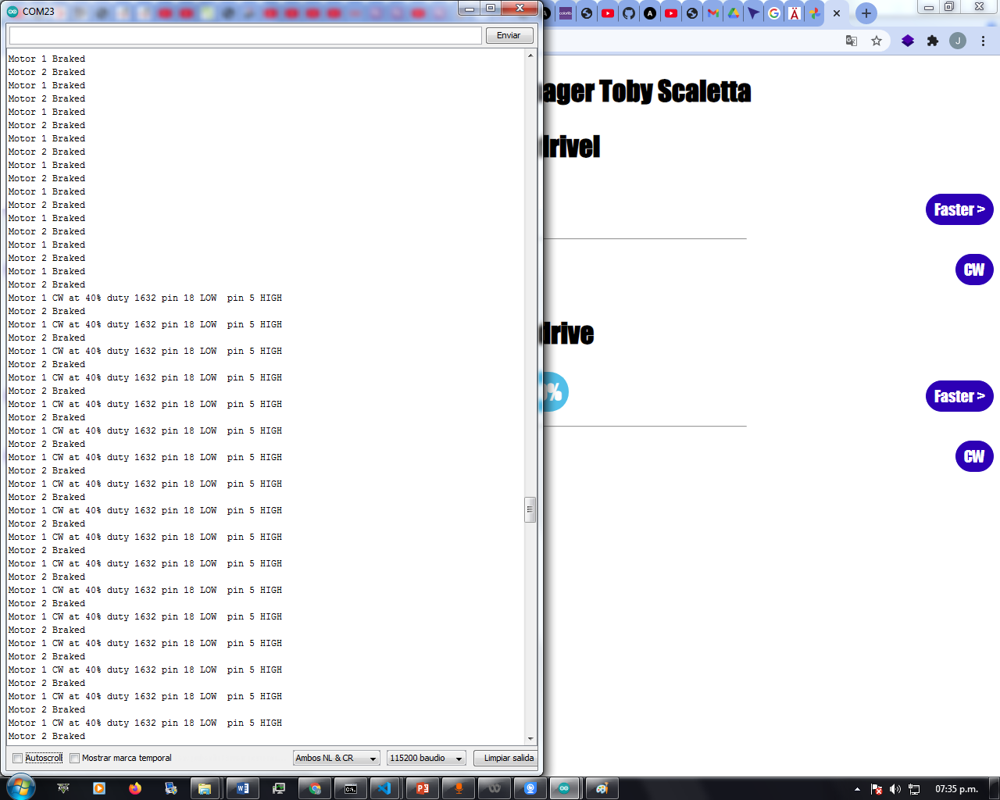 COM23
Enviar
Motor 1 Braked
Motor 2 Braked
Motor 1 Braked
Motor 2 Braked
Motor 1 Braked
Motor 2 Braked
Motor 1 Braked
Motor 2 Braked
Motor 1 Braked
Motor 2 Braked
Motor 1 Braked
Motor 2 Braked
Motor 1 Braked
Motor 2 Braked
Motor 1 Braked
Motor 2 Braked
Motor 1 Braked
Motor 2 Braked
Motor 1 CW at 40% duty 1632 pin 18 LOW  pin 5 HIGH
Motor 2 Braked
Motor 1 CW at 40% duty 1632 pin 18 LOW  pin 5 HIGH
Motor 2 Braked
Motor 1 CW at 40% duty 1632 pin 18 LOW  pin 5 HIGH
Motor 2 Braked
Motor 1 CW at 40% duty 1632 pin 18 LOW  pin 5 HIGH
Motor 2 Braked
Motor 1 CW at 40% duty 1632 pin 18 LOW  pin 5 HIGH
Motor 2 Braked
Motor 1 CW at 40% duty 1632 pin 18 LOW  pin 5 HIGH
Motor 2 Braked
Motor 1 CW at 40% duty 1632 pin 18 LOW  pin 5 HIGH
Motor 2 Braked
Motor 1 CW at 40% duty 1632 pin 18 LOW  pin 5 HIGH
Motor 2 Braked
Motor 1 CW at 40% duty 1632 pin 18 LOW  pin 5 HIGH
Motor 2 Braked
Motor 1 CW at 40% duty 1632 pin 18 LOW  pin 5 HIGH
Motor 2 Braked
Motor 1 CW at 40% duty 1632 pin 18 LOW  pin 5 HIGH
Motor 2 Braked
Motor 1 CW at 40% duty 1632 pin 18 LOW  pin 5 HIGH
Motor 2 Braked
Motor 1 CW at 40% duty 1632 pin 18 LOW  pin 5 HIGH
Motor 2 Braked
Motor 1 CW at 40% duty 1632 pin 18 LOW  pin 5 HIGH
Motor 2 Braked
Motor 1 CW at 40% duty 1632 pin 18 LOW  pin 5 HIGH
Motor 2 Braked
Motor 1 CW at 40% duty 1632 pin 18 LOW  pin 5 HIGH
Motor 2 Braked
Motor 1 CW at 40% duty 1632 pin 18 LOW  pin 5 HIGH
Motor 2 Braked
Autoscroll
Mostrar marca temporal
Ambos NL & CR
115200 baudio
Limpiar salida
J
ager Toby Scaletta
Faster >
CW
drive
Faster >
CW
07:35 p.m.